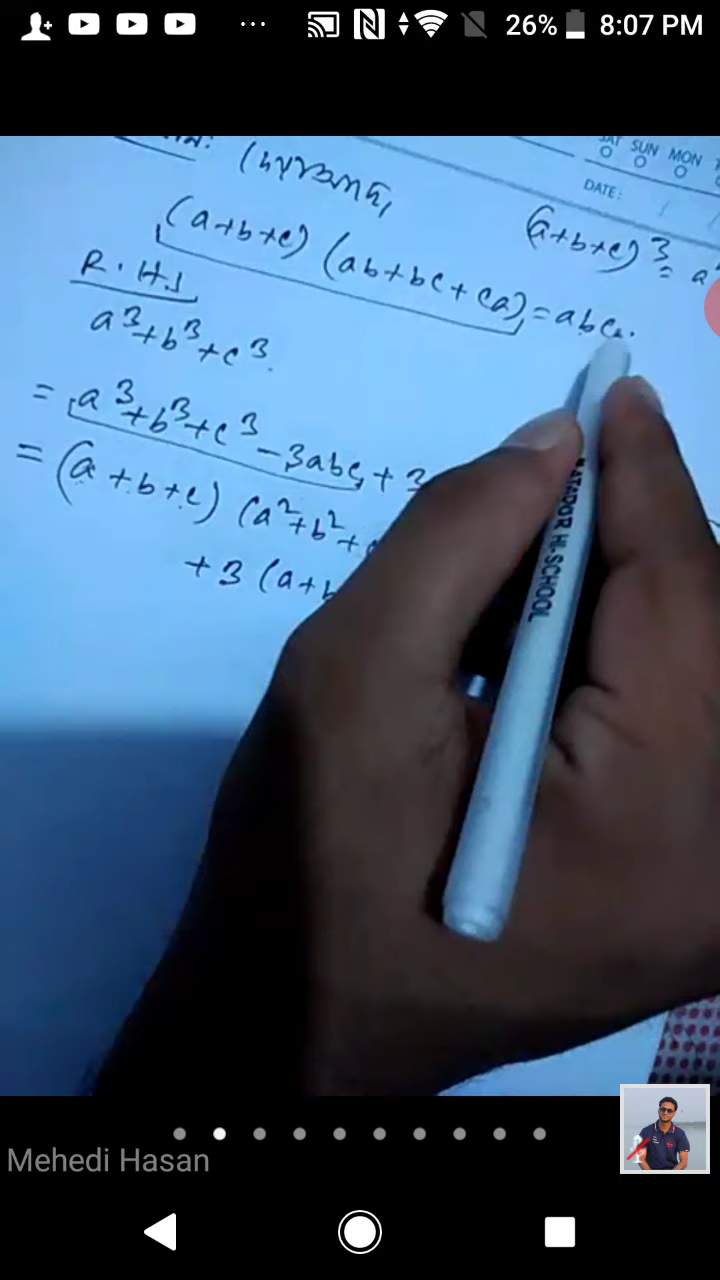 26% 8:07 PM
SAT SUN MON
DATE: / /
দেওয়া আছে,
(a+b+c) (ab+bc+ca) = abc.
(a+b+c)³ = a
R.H.S
a³+b³+c³
= a³+b³+c³-3abc+3
= (a+b+c) (a²+b²+
+3 (a+b
MATADOR HI-SCHOOL
Mehedi Hasan